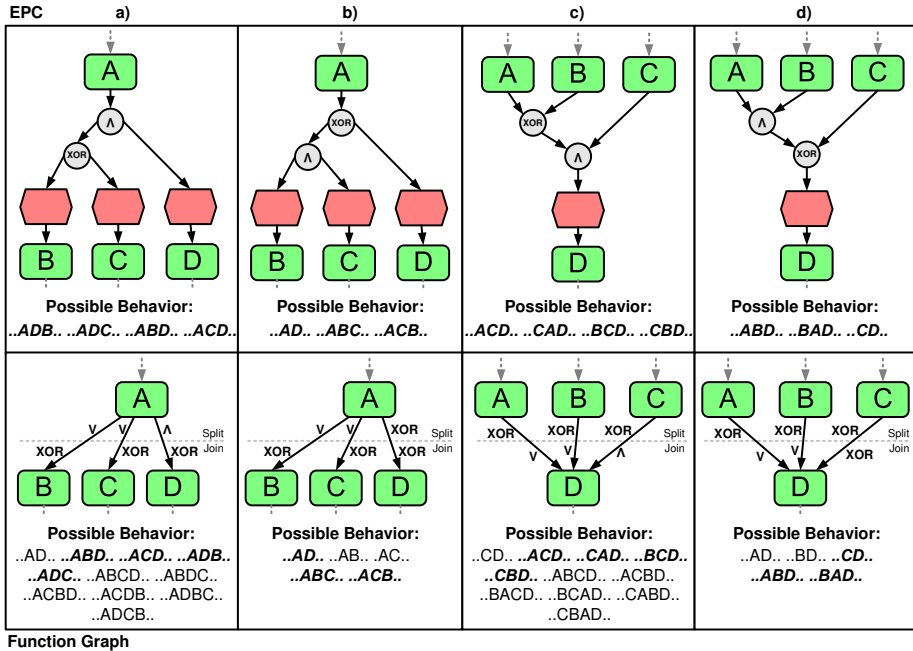 EPC a) b) c) d)
A A A B C A B C
∧ XOR XOR ∧
XOR ∧ ∧ XOR
B C D B C D D D
Possible Behavior: Possible Behavior: Possible Behavior: Possible Behavior:
..ADB.. ..ADC.. ..ABD.. ..ACD.. ..AD.. ..ABC.. ..ACB.. ..ACD.. ..CAD.. ..BCD.. ..CBD.. ..ABD.. ..BAD.. ..CD..
A A A B C A B C
V V ∧ V V XOR XOR XOR XOR XOR XOR XOR
Split Split Split Split
XOR XOR XOR XOR XOR XOR V V ∧ V V XOR
Join Join Join Join
B C D B C D D D
Possible Behavior: Possible Behavior: Possible Behavior: Possible Behavior:
..AD.. ..ABD.. ..ACD.. ..ADB.. ..AD.. ..AB.. ..AC.. ..CD.. ..ACD.. ..CAD.. ..BCD.. ..AD.. ..BD.. ..CD..
..ADC.. ..ABCD.. ..ABDC.. ..ABC.. ..ACB.. ..CBD.. ..ABCD.. ..ACBD.. ..ABD.. ..BAD..
..ACBD.. ..ACDB.. ..ADBC.. ..BACD.. ..BCAD.. ..CABD..
..ADCB.. ..CBAD..
Function Graph